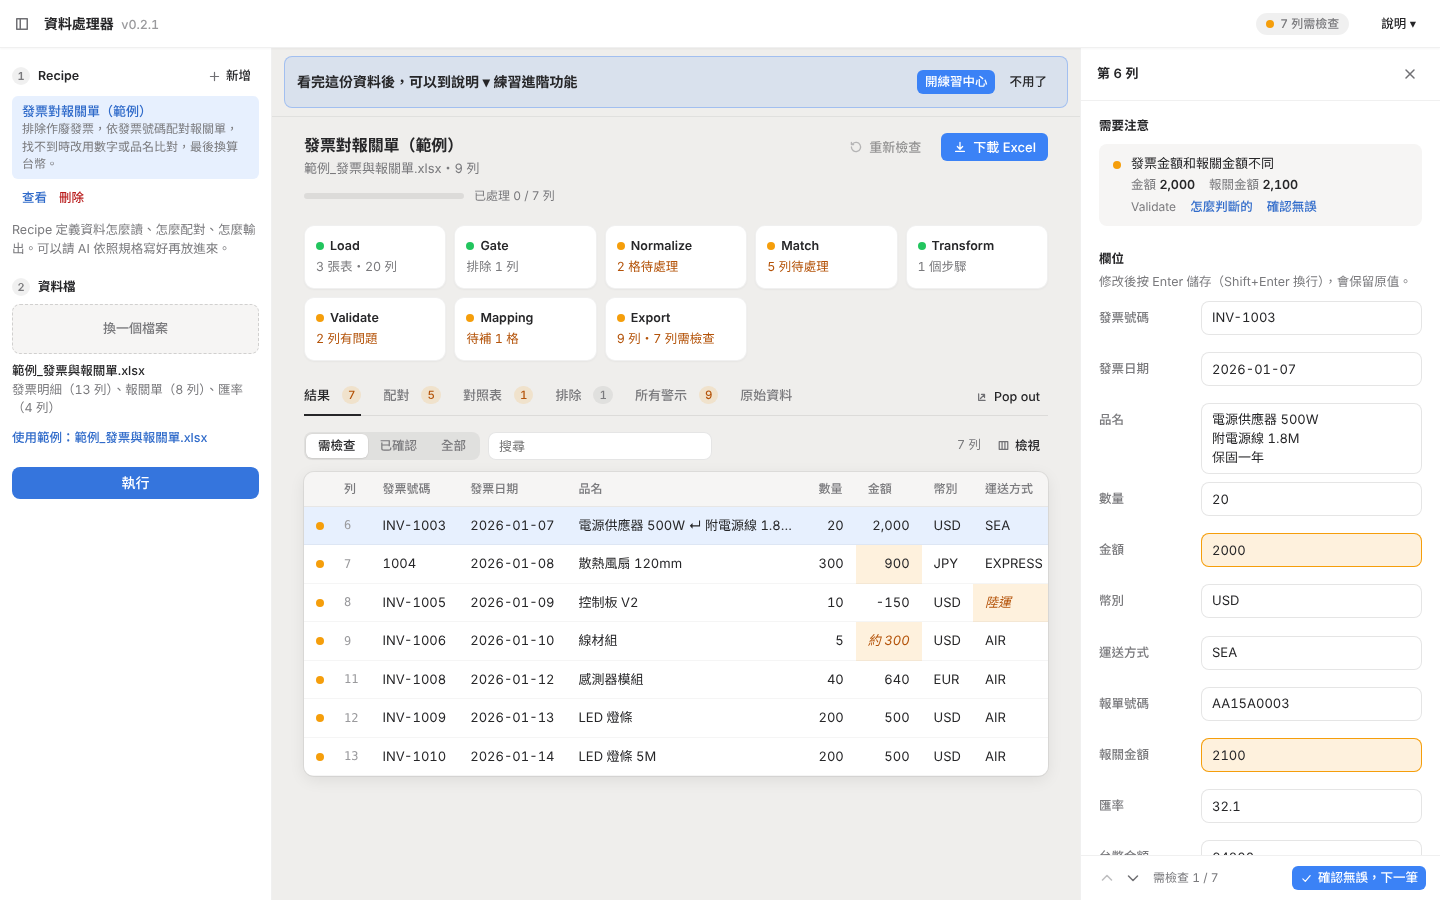 資料處理器 v0.2.1
7 列需檢查
說明 ▾
1 Recipe
+ 新增
發票對報關單（範例）
排除作廢發票，依發票號碼配對報關單，
找不到時改用數字或品名比對，最後換算
台幣。
查看 刪除
Recipe 定義資料怎麼讀、怎麼配對、怎麼輸
出。可以請 AI 依照規格寫好再放進來。
2 資料檔
換一個檔案
範例_發票與報關單.xlsx
發票明細（13 列）、報關單（8 列）、匯率
（4 列）
使用範例：範例_發票與報關單.xlsx
執行
看完這份資料後，可以到說明 ▾ 練習進階功能
開練習中心 不用了
發票對報關單（範例）
範例_發票與報關單.xlsx・9 列
重新檢查 下載 Excel
已處理 0 / 7 列
Load
3 張表・20 列
Gate
排除 1 列
Normalize
2 格待處理
Match
5 列待處理
Transform
1 個步驟
Validate
2 列有問題
Mapping
待補 1 格
Export
9 列・7 列需檢查
結果 7 配對 5 對照表 1 排除 1 所有警示 9 原始資料 Pop out
需檢查 已確認 全部 搜尋 7 列 檢視
列 發票號碼 發票日期 品名 數量 金額 幣別 運送方式
6 INV-1003 2026-01-07 電源供應器 500W ↵ 附電源線 1.8... 20 2,000 USD SEA
7 1004 2026-01-08 散熱風扇 120mm 300 900 JPY EXPRESS
8 INV-1005 2026-01-09 控制板 V2 10 -150 USD 陸運
9 INV-1006 2026-01-10 線材組 5 約 300 USD AIR
11 INV-1008 2026-01-12 感測器模組 40 640 EUR AIR
12 INV-1009 2026-01-13 LED 燈條 200 500 USD AIR
13 INV-1010 2026-01-14 LED 燈條 5M 200 500 USD AIR
第 6 列
需要注意
發票金額和報關金額不同
金額 2,000 報關金額 2,100
Validate 怎麼判斷的 確認無誤
欄位
修改後按 Enter 儲存（Shift+Enter 換行），會保留原值。
發票號碼 INV-1003
發票日期 2026-01-07
品名 電源供應器 500W
附電源線 1.8M
保固一年
數量 20
金額 2000
幣別 USD
運送方式 SEA
報單號碼 AA15A0003
報關金額 2100
匯率 32.1
需檢查 1 / 7
確認無誤，下一筆